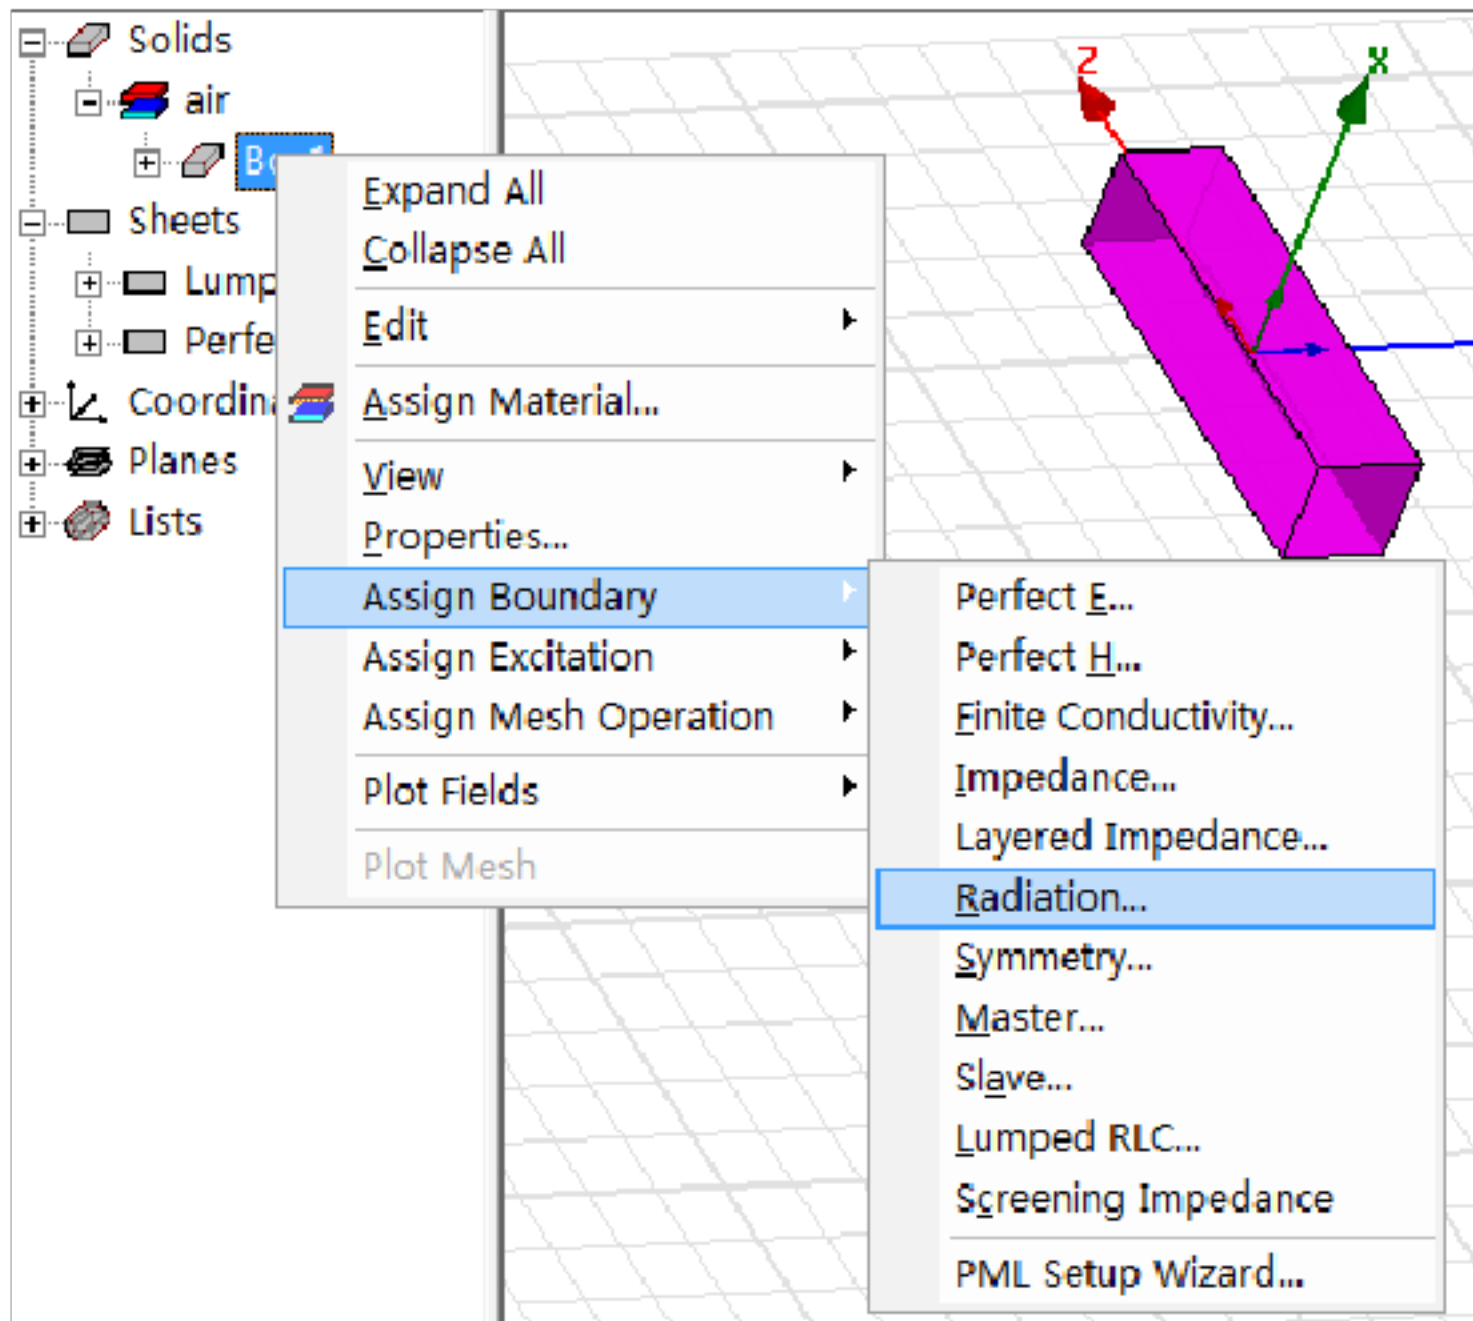 Solids
air
Sheets
Lump
Perfe
Coordin
Planes
Lists
Expand All
Collapse All
Edit
Assign Material...
View
Properties...
Assign Boundary
Assign Excitation
Assign Mesh Operation
Plot Fields
Plot Mesh
Perfect E...
Perfect H...
Finite Conductivity...
Impedance...
Layered Impedance...
Radiation...
Symmetry...
Master...
Slave...
Lumped RLC...
Screening Impedance
PML Setup Wizard...
Z
X